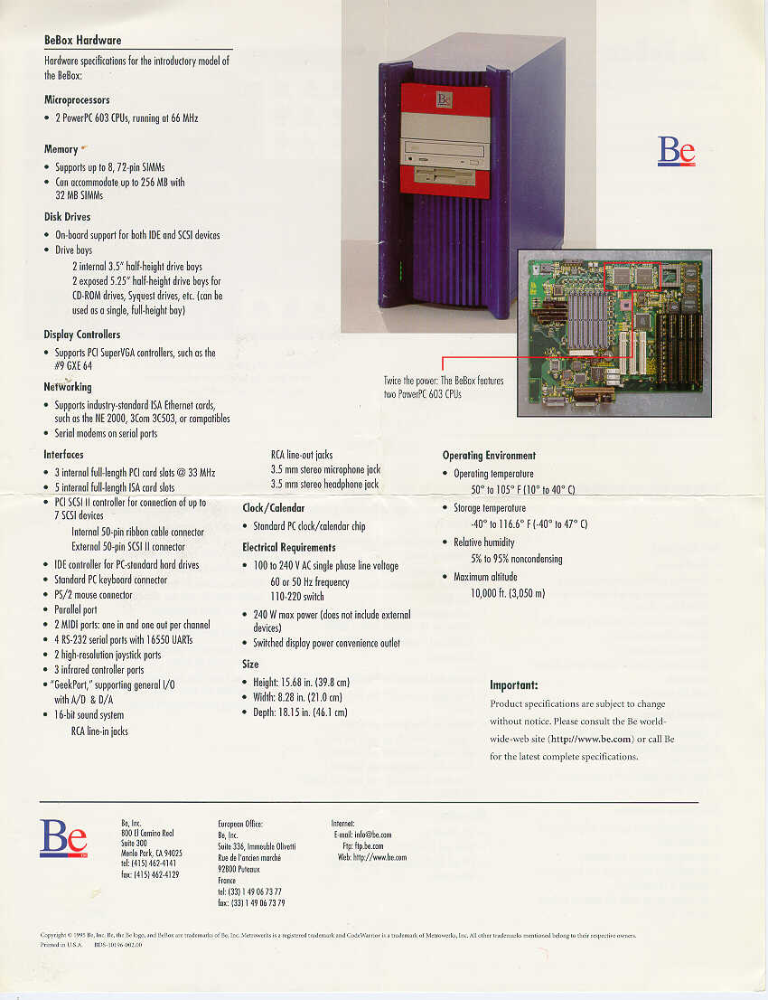 BeBox Hardware
Hardware specifications for the introductory model of
the BeBox:
Microprocessors
• 2 PowerPC 603 CPUs, running at 66 MHz
Memory
• Supports up to 8, 72-pin SIMMs
• Can accommodate up to 256 MB with
32 MB SIMMs
Disk Drives
• On-board support for both IDE and SCSI devices
• Drive bays
2 internal 3.5" half-height drive bays
2 exposed 5.25" half-height drive bays for
CD-ROM drives, Syquest drives, etc. (can be
used as a single, full-height bay)
Display Controllers
• Supports PCI SuperVGA controllers, such as the
#9 GXE 64
Networking
• Supports industry-standard ISA Ethernet cards,
such as the NE 2000, 3Com 3C503, or compatibles
• Serial modems on serial ports
Be
Be
Twice the power: The BeBox features
two PowerPC 603 CPUs
Interfaces
• 3 internal full-length PCI card slots @ 33 MHz
• 5 internal full-length ISA card slots
• PCI SCSI II controller for connection of up to
7 SCSI devices
Internal 50-pin ribbon cable connector
External 50-pin SCSI II connector
• IDE controller for PC-standard hard drives
• Standard PC keyboard connector
• PS/2 mouse connector
• Parallel port
• 2 MIDI ports: one in and one out per channel
• 4 RS-232 serial ports with 16550 UARTs
• 2 high-resolution joystick ports
• 3 infrared controller ports
• "GeekPort," supporting general I/O
with A/D & D/A
• 16-bit sound system
RCA line-in jacks
RCA line-out jacks
3.5 mm stereo microphone jack
3.5 mm stereo headphone jack
Clock/Calendar
• Standard PC clock/calendar chip
Electrical Requirements
• 100 to 240 V AC single phase line voltage
60 or 50 Hz frequency
110-220 switch
• 240 W max power (does not include external
devices)
• Switched display power convenience outlet
Size
• Height: 15.68 in. (39.8 cm)
• Width: 8.28 in. (21.0 cm)
• Depth: 18.15 in. (46.1 cm)
Operating Environment
• Operating temperature
50° to 105° F (10° to 40° C)
• Storage temperature
-40° to 116.6° F (-40° to 47° C)
• Relative humidity
5% to 95% noncondensing
• Maximum altitude
10,000 ft. (3,050 m)
Important:
Product specifications are subject to change
without notice. Please consult the Be world-
wide-web site (http://www.be.com) or call Be
for the latest complete specifications.
Be
Be, Inc.
800 El Camino Real
Suite 300
Menlo Park, CA 94025
tel: (415) 462-4141
fax: (415) 462-4129
European Office:
Be, Inc.
Suite 336, Immeuble Olivetti
Rue de l'ancien marché
92800 Puteaux
France
tel: (33) 1 49 06 73 77
fax: (33) 1 49 06 73 79
Internet:
E-mail: info@be.com
Ftp: ftp.be.com
Web: http://www.be.com
Copyright © 1995 Be, Inc. Be, the Be logo, and BeBox are trademarks of Be, Inc. Metrowerks is a registered trademark and CodeWarrior is a trademark of Metrowerks, Inc. All other trademarks mentioned belong to their respective owners.
Printed in U.S.A. BDS-10196-002.00